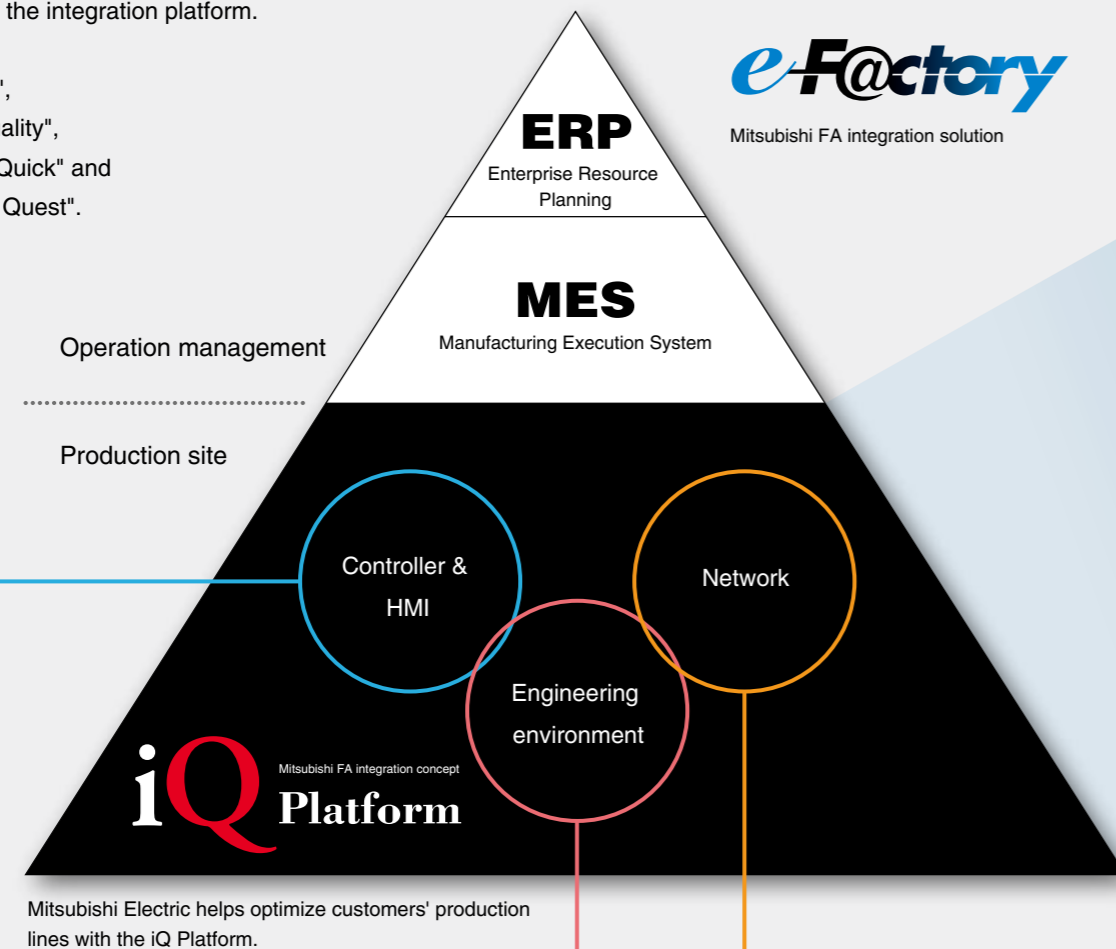 the integration platform.
",
ality",
Quick" and
Quest".
e-F@ctory
Mitsubishi FA integration solution
ERP
Enterprise Resource
Planning
MES
Manufacturing Execution System
Operation management
Production site
Controller &
HMI
Network
Engineering
environment
iQ
Mitsubishi FA integration concept
Platform
Mitsubishi Electric helps optimize customers' production
lines with the iQ Platform.